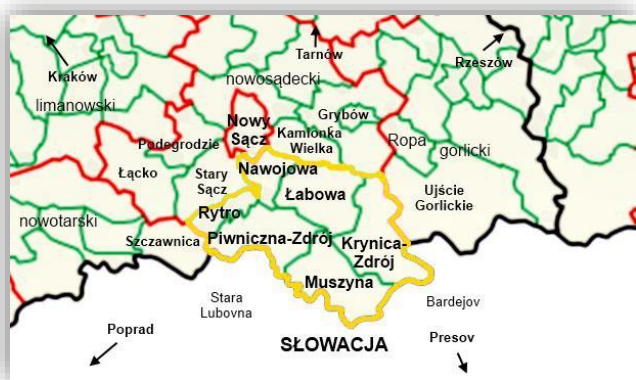 Tarnów
Rzeszów
Kraków
nowosądecki
limanowski
Grybów
Nowy
Sącz
Kamionka
Wielka
Podegrodzie
Ropa
gorlicki
Nawojowa
Łącko
Stary
Sącz
Łabowa
Ujście
Gorlickie
Rytro
nowotarski
Szczawnica
Piwniczna-Zdrój
Krynica-
Zdrój
Muszyna
Stara
Lubovna
Bardejov
Poprad
Presov
SŁOWACJA